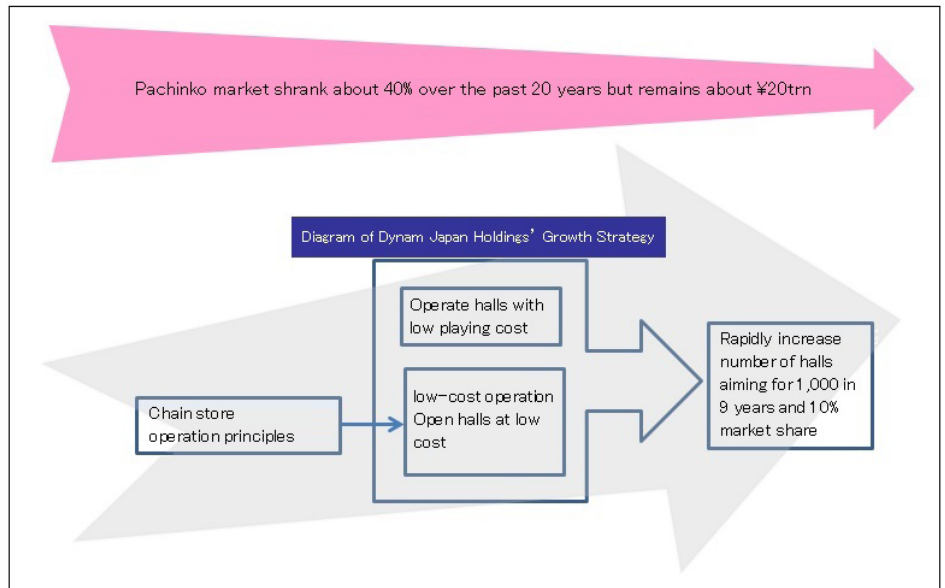 Pachinko market shrank about 40% over the past 20 years but remains about ¥20trn
Diagram of Dynam Japan Holdings' Growth Strategy
Operate halls with
low playing cost
low-cost operation
Open halls at low
cost
Chain store
operation principles
Rapidly increase
number of halls
aiming for 1,000 in
9 years and 10%
market share